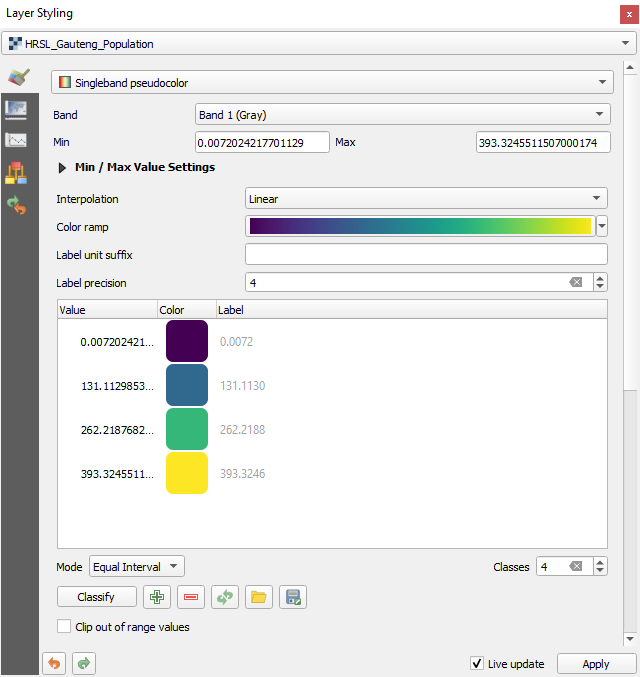 Layer Styling
HRSL_Gauteng_Population
Singleband pseudocolor
Band Band 1 (Gray)
Min 0.0072024217701129 Max 393.3245511507000174
Min / Max Value Settings
Interpolation Linear
Color ramp
Label unit suffix
Label precision 4
Value Color Label
0.007202421... 0.0072
131.1129853... 131.1130
262.2187682... 262.2188
393.3245511... 393.3246
Mode Equal Interval Classes 4
Classify
Clip out of range values
Live update Apply